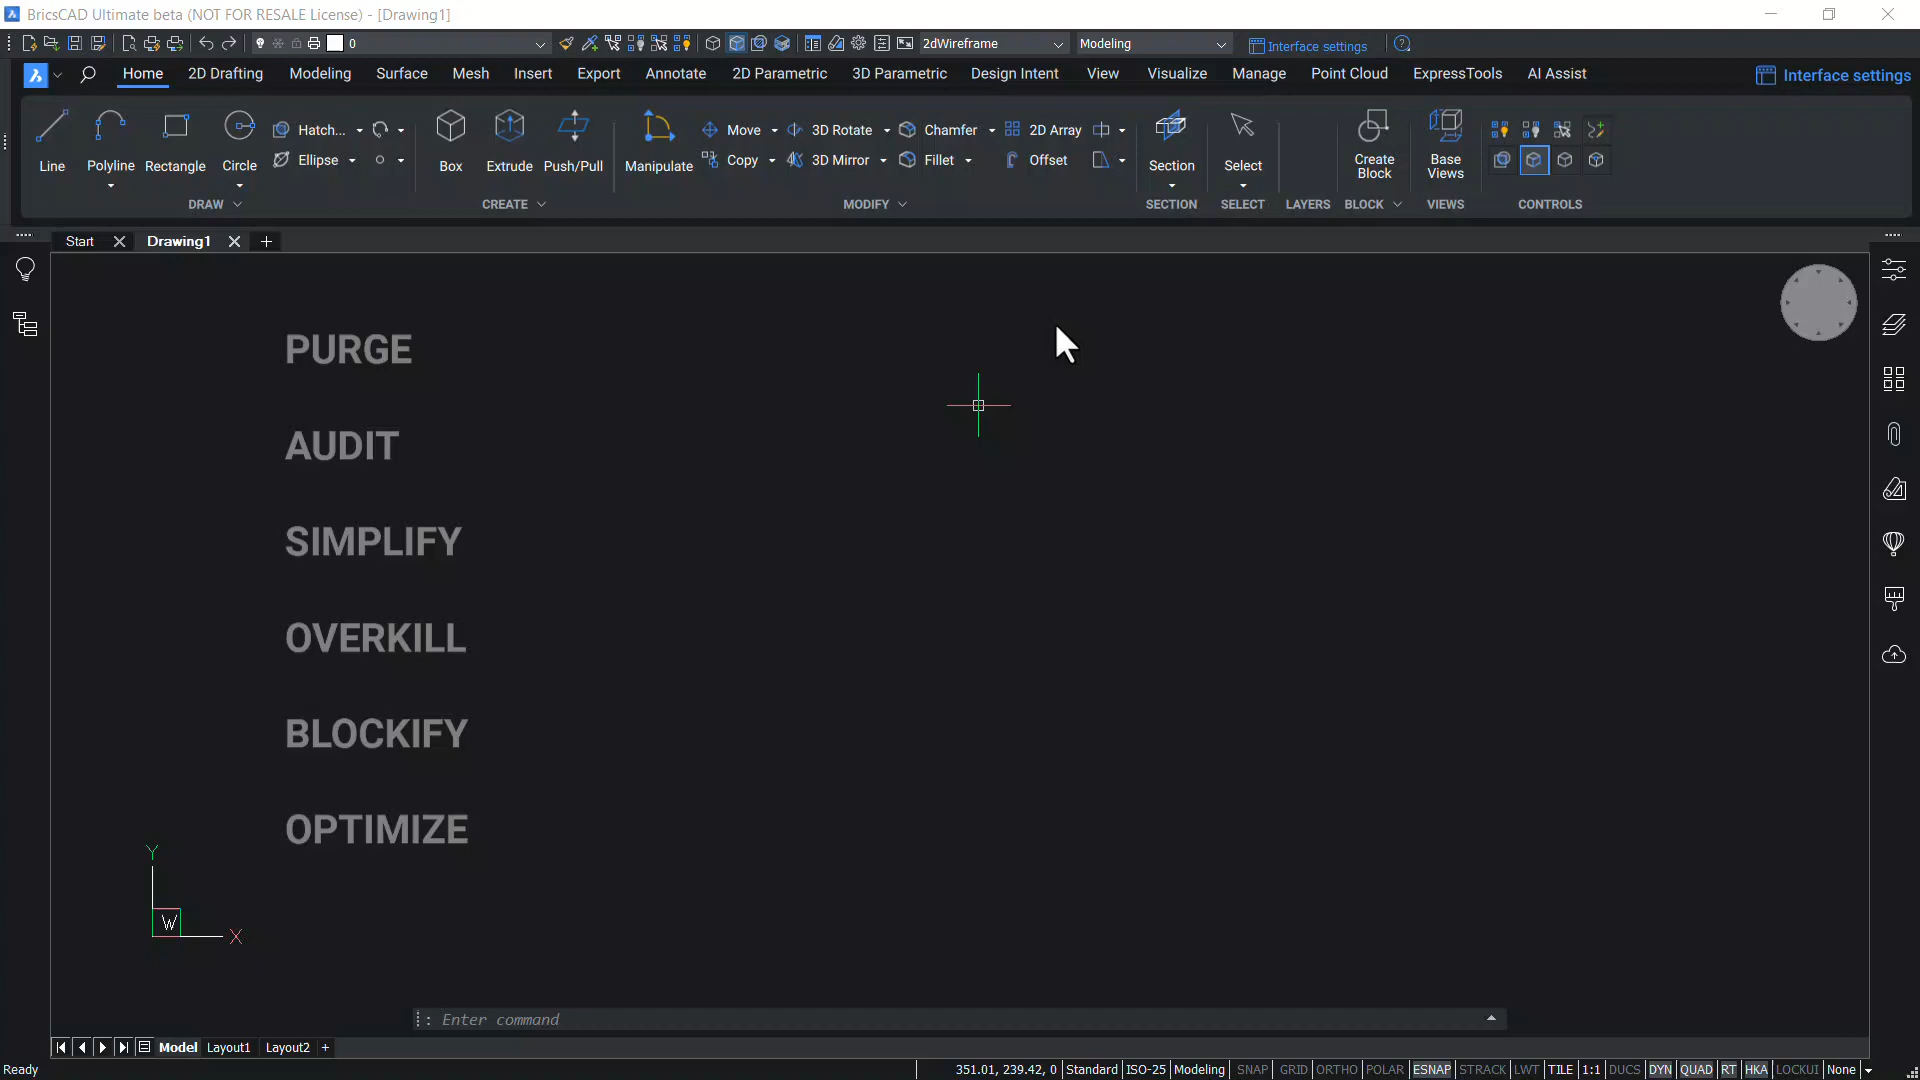 BricsCAD Ultimate beta (NOT FOR RESALE License) - [Drawing1]
0 2dWireframe Modeling Interface settings
Home 2D Drafting Modeling Surface Mesh Insert Export Annotate 2D Parametric 3D Parametric Design Intent View Visualize Manage Point Cloud ExpressTools AI Assist Interface settings
Hatch... Move 3D Rotate Chamfer 2D Array
Line Polyline Rectangle Circle Ellipse Box Extrude Push/Pull Manipulate Copy 3D Mirror Fillet Offset Section Select Create Block Base Views
DRAW CREATE MODIFY SECTION SELECT LAYERS BLOCK VIEWS CONTROLS
Start Drawing1
PURGE
AUDIT
SIMPLIFY
OVERKILL
BLOCKIFY
OPTIMIZE
Y
W
X
: Enter command
Model Layout1 Layout2 +
Ready 351.01, 239.42, 0 Standard ISO-25 Modeling SNAP GRID ORTHO POLAR ESNAP STRACK LWT TILE 1:1 DUCS DYN QUAD RT HKA LOCKUI None